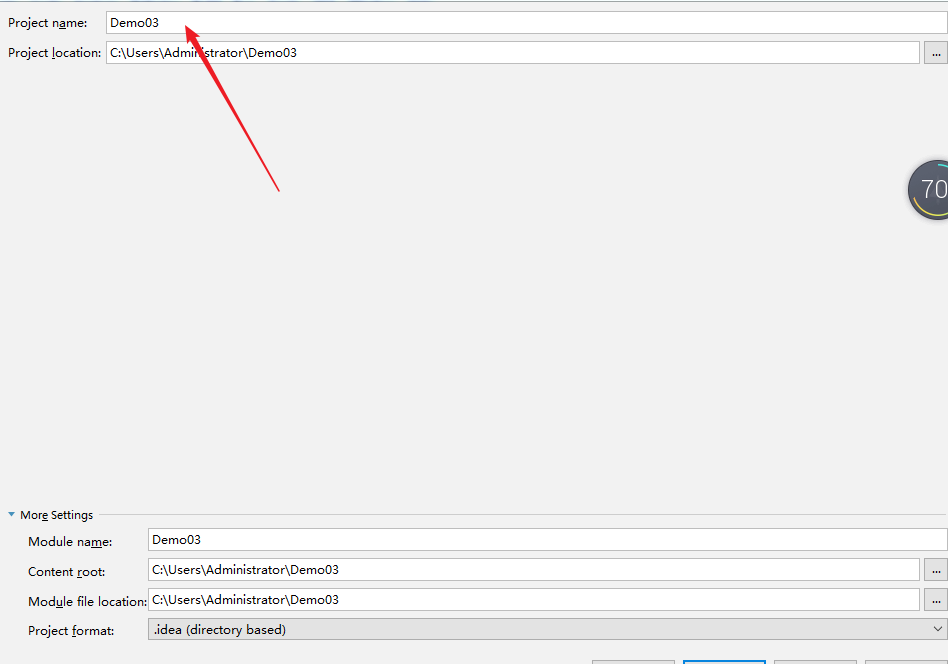 Project name: Demo03
Project location: C:\Users\Administrator\Demo03 ...
70
More Settings
Module name: Demo03
Content root: C:\Users\Administrator\Demo03 ...
Module file location: C:\Users\Administrator\Demo03 ...
Project format: .idea (directory based)